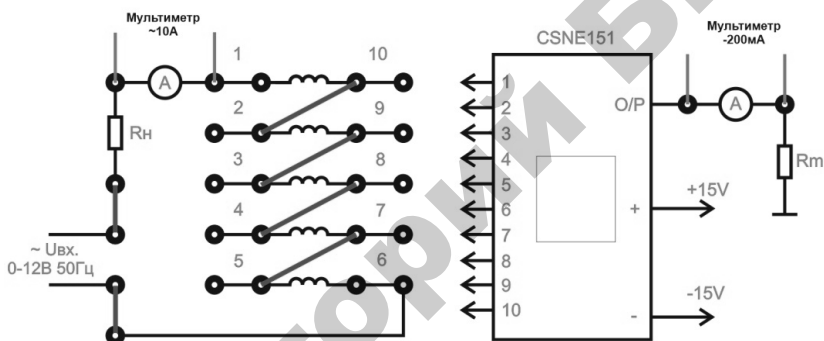 Мультиметр
~10А
А
1
10
2
9
3
8
4
7
5
6
Rн
~ Uвх.
0-12В 50Гц
CSNE151
1
2
3
4
5
6
7
8
9
10
O/P
+
-
Мультиметр
-200мА
А
Rm
+15V
-15V